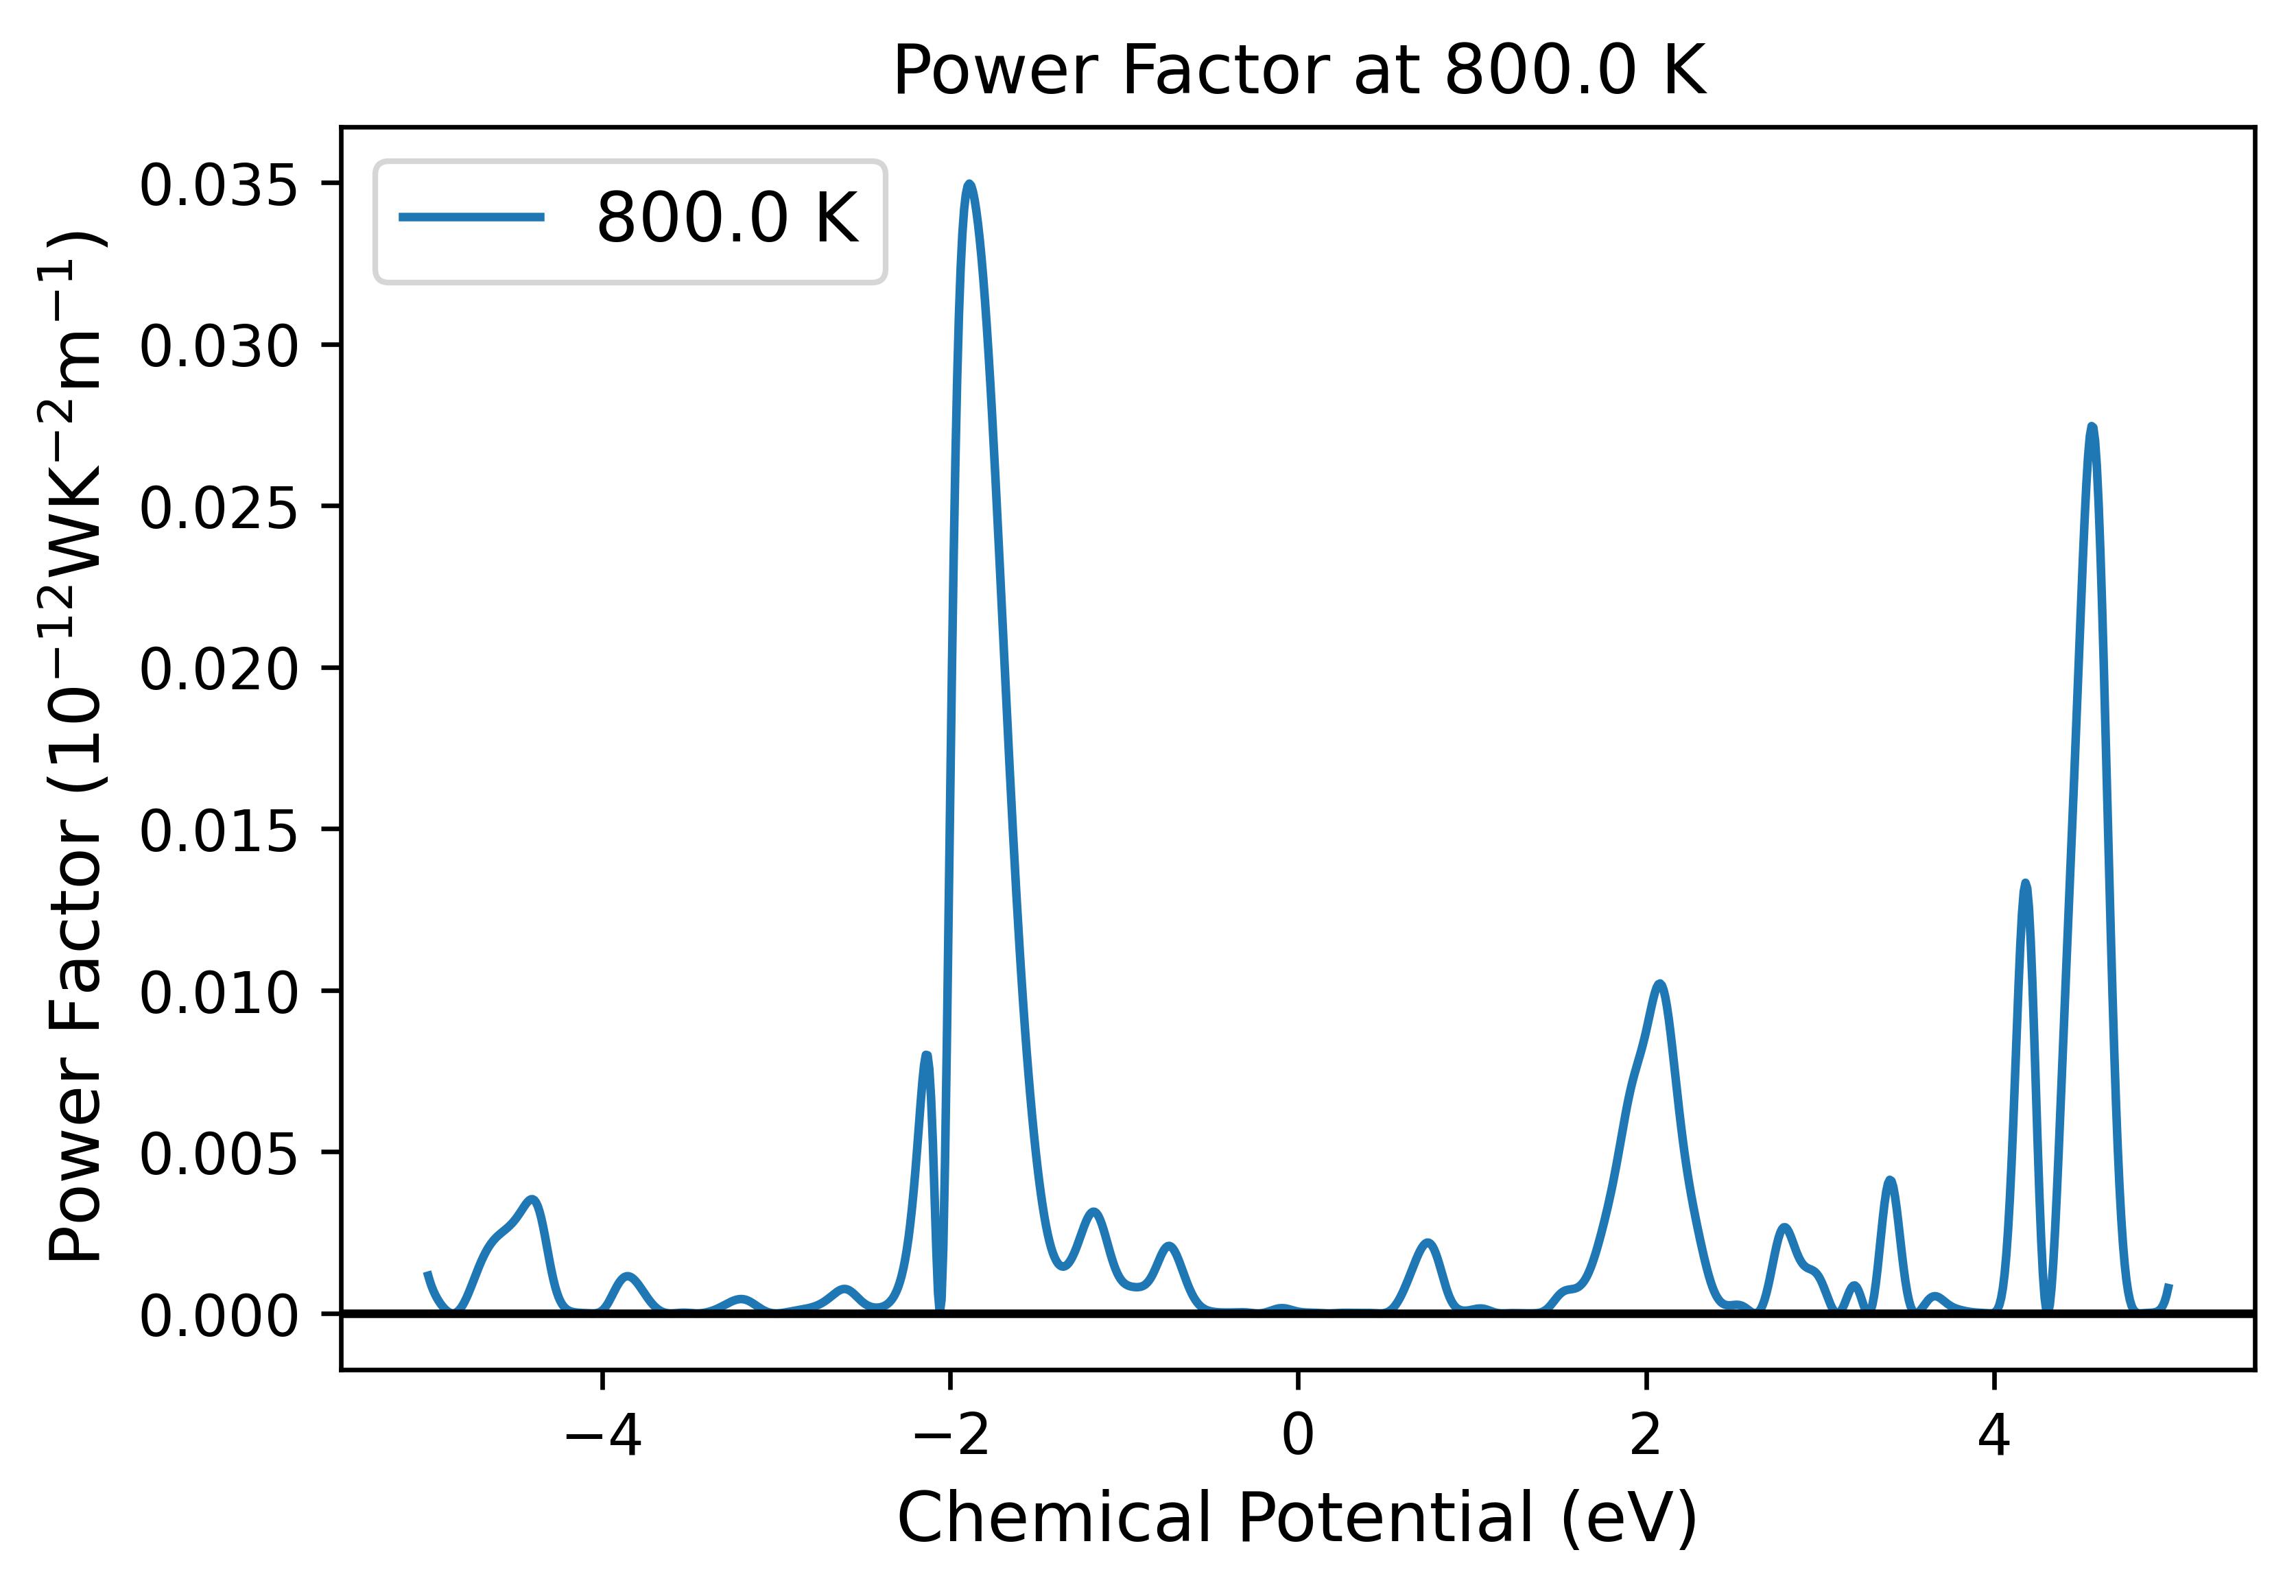 Power Factor at 800.0 K
800.0 K
Power Factor (10⁻¹²WK⁻²m⁻¹)
0.035
0.030
0.025
0.020
0.015
0.010
0.005
0.000
−4 −2 0 2 4
Chemical Potential (eV)